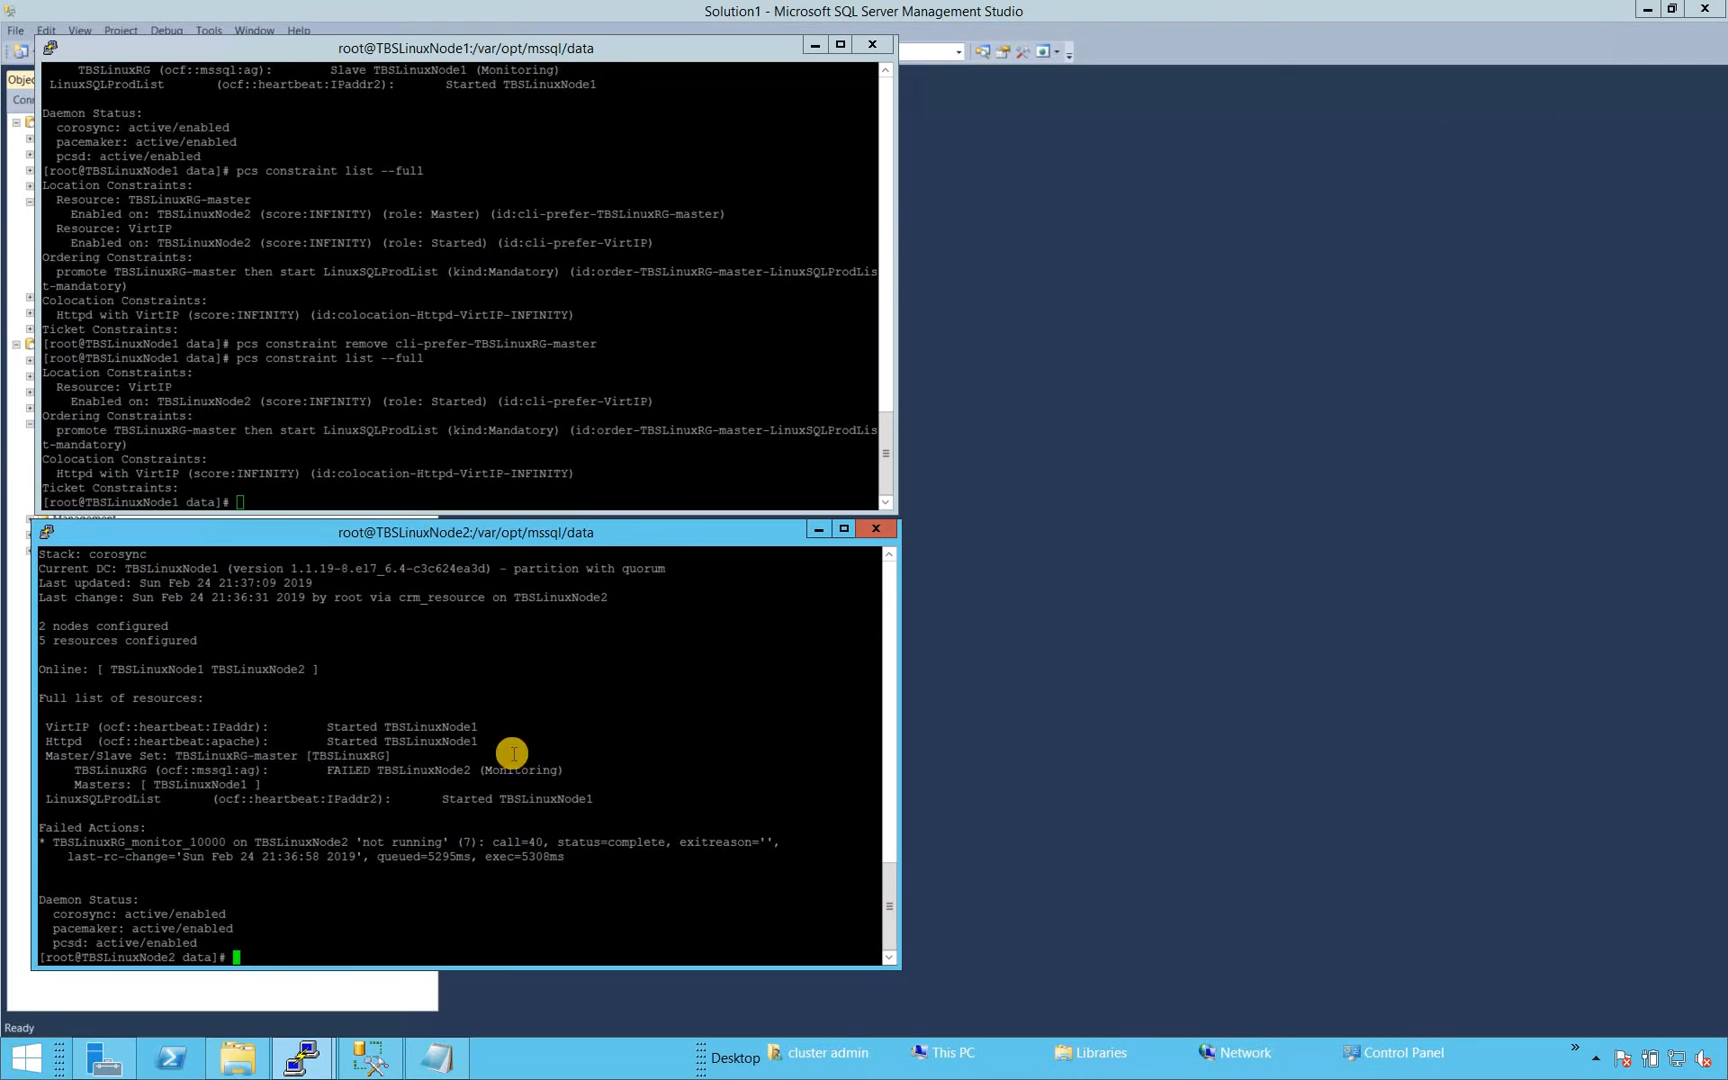 Solution1 - Microsoft SQL Server Management Studio
File Edit View Project Debug Tools Window Help
root@TBSLinuxNode1:/var/opt/mssql/data
TBSLinuxRG (ocf::mssql:ag): Slave TBSLinuxNode1 (Monitoring)
LinuxSQLProdList (ocf::heartbeat:IPaddr2): Started TBSLinuxNode1
Daemon Status:
corosync: active/enabled
pacemaker: active/enabled
pcsd: active/enabled
[root@TBSLinuxNode1 data]# pcs constraint list --full
Location Constraints:
Resource: TBSLinuxRG-master
Enabled on: TBSLinuxNode2 (score:INFINITY) (role: Master) (id:cli-prefer-TBSLinuxRG-master)
Resource: VirtIP
Enabled on: TBSLinuxNode2 (score:INFINITY) (role: Started) (id:cli-prefer-VirtIP)
Ordering Constraints:
promote TBSLinuxRG-master then start LinuxSQLProdList (kind:Mandatory) (id:order-TBSLinuxRG-master-LinuxSQLProdLis
t-mandatory)
Colocation Constraints:
Httpd with VirtIP (score:INFINITY) (id:colocation-Httpd-VirtIP-INFINITY)
Ticket Constraints:
[root@TBSLinuxNode1 data]# pcs constraint remove cli-prefer-TBSLinuxRG-master
[root@TBSLinuxNode1 data]# pcs constraint list --full
Location Constraints:
Resource: VirtIP
Enabled on: TBSLinuxNode2 (score:INFINITY) (role: Started) (id:cli-prefer-VirtIP)
Ordering Constraints:
promote TBSLinuxRG-master then start LinuxSQLProdList (kind:Mandatory) (id:order-TBSLinuxRG-master-LinuxSQLProdLis
t-mandatory)
Colocation Constraints:
Httpd with VirtIP (score:INFINITY) (id:colocation-Httpd-VirtIP-INFINITY)
Ticket Constraints:
[root@TBSLinuxNode1 data]#
root@TBSLinuxNode2:/var/opt/mssql/data
Stack: corosync
Current DC: TBSLinuxNode1 (version 1.1.19-8.el7_6.4-c3c624ea3d) - partition with quorum
Last updated: Sun Feb 24 21:37:09 2019
Last change: Sun Feb 24 21:36:31 2019 by root via crm_resource on TBSLinuxNode2
2 nodes configured
5 resources configured
Online: [ TBSLinuxNode1 TBSLinuxNode2 ]
Full list of resources:
VirtIP (ocf::heartbeat:IPaddr): Started TBSLinuxNode1
Httpd (ocf::heartbeat:apache): Started TBSLinuxNode1
Master/Slave Set: TBSLinuxRG-master [TBSLinuxRG]
TBSLinuxRG (ocf::mssql:ag): FAILED TBSLinuxNode2 (Monitoring)
Masters: [ TBSLinuxNode1 ]
LinuxSQLProdList (ocf::heartbeat:IPaddr2): Started TBSLinuxNode1
Failed Actions:
* TBSLinuxRG_monitor_10000 on TBSLinuxNode2 'not running' (7): call=40, status=complete, exitreason='',
last-rc-change='Sun Feb 24 21:36:58 2019', queued=5295ms, exec=5308ms
Daemon Status:
corosync: active/enabled
pacemaker: active/enabled
pcsd: active/enabled
[root@TBSLinuxNode2 data]#
Ready
Desktop cluster admin This PC Libraries Network Control Panel »